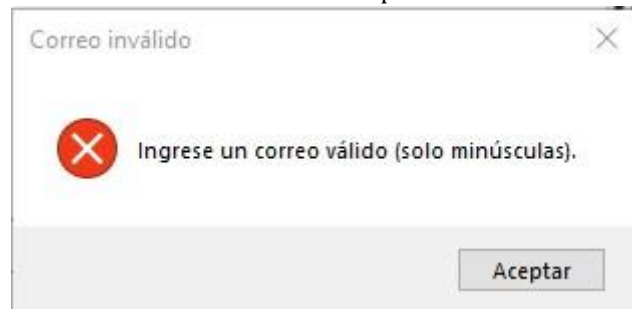 Correo inválido
Ingrese un correo válido (solo minúsculas).
Aceptar